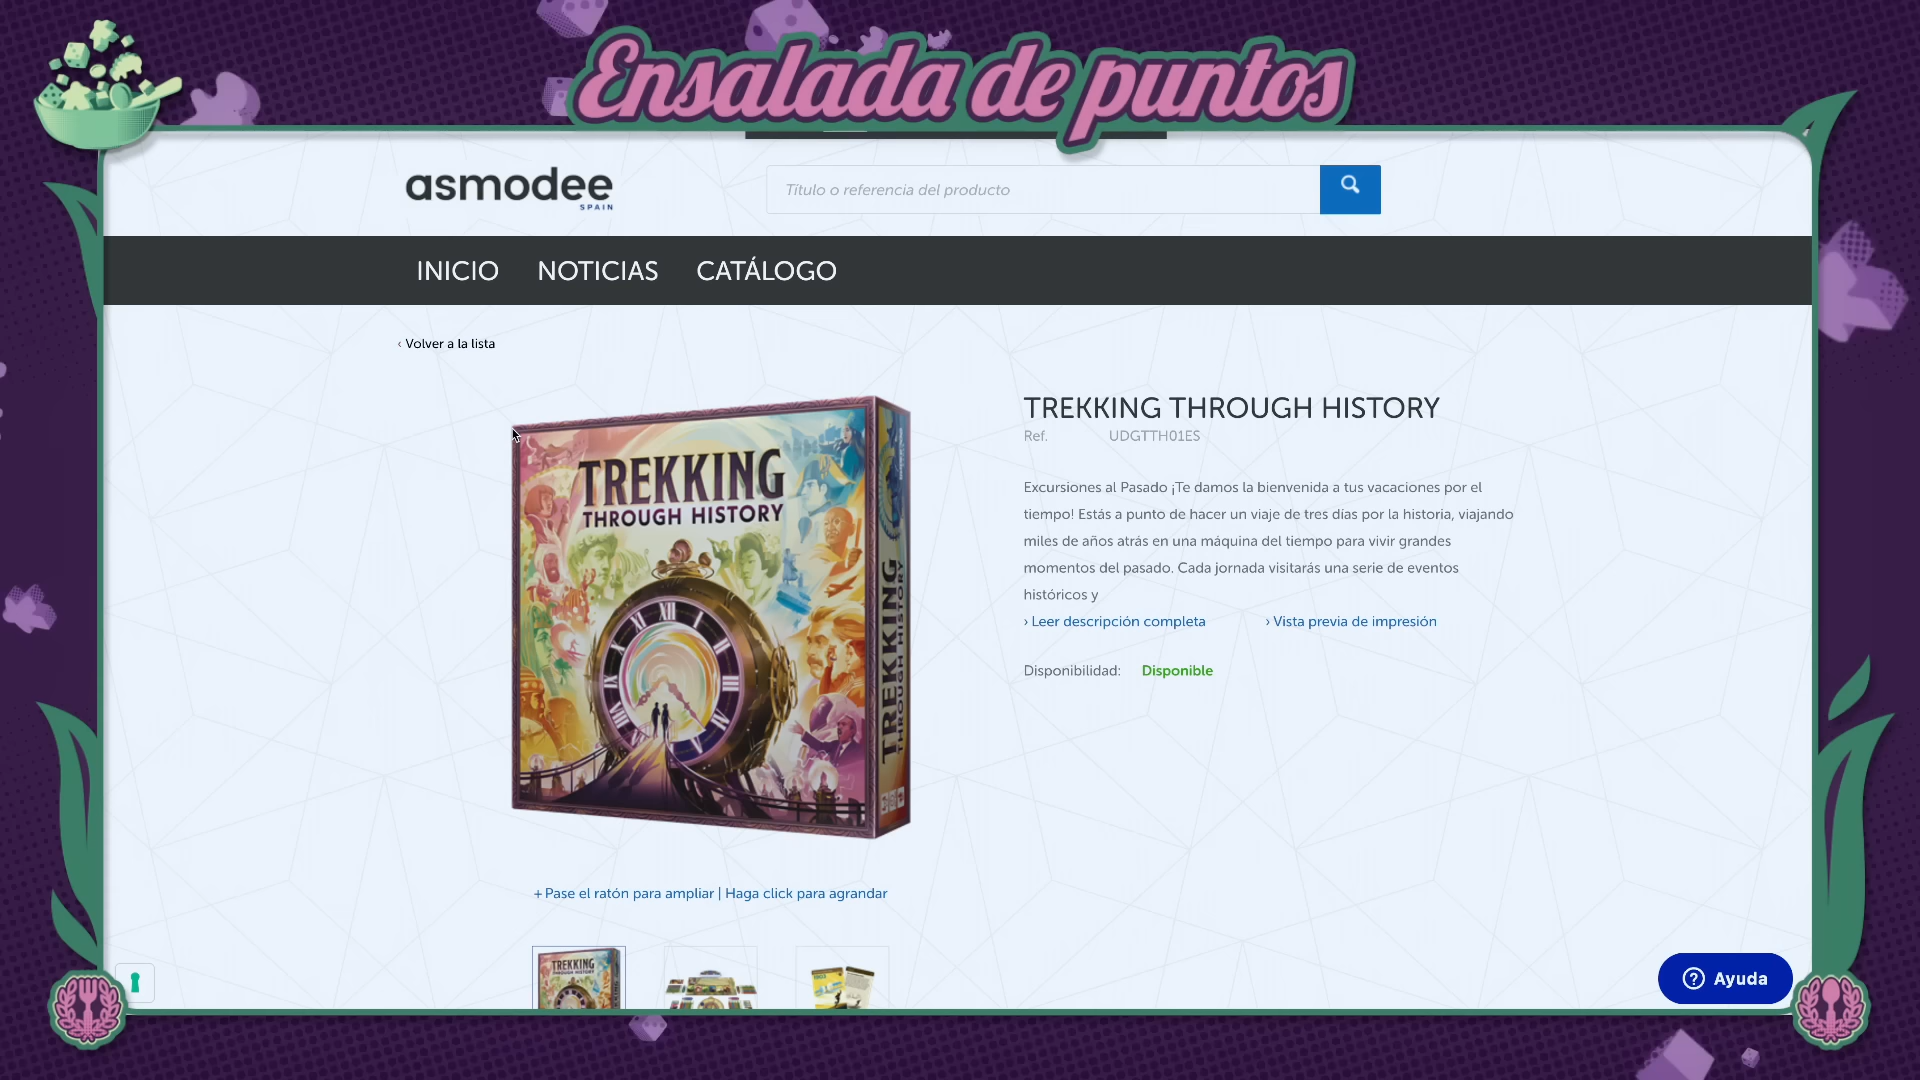 Ensalada de puntos
asmodee
SPAIN
Título o referencia del producto
INICIO NOTICIAS CATÁLOGO
‹ Volver a la lista
TREKKING THROUGH HISTORY
Ref. UDGTTH01ES
Excursiones al Pasado ¡Te damos la bienvenida a tus vacaciones por el
tiempo! Estás a punto de hacer un viaje de tres días por la historia, viajando
miles de años atrás en una máquina del tiempo para vivir grandes
momentos del pasado. Cada jornada visitarás una serie de eventos
históricos y
› Leer descripción completa › Vista previa de impresión
Disponibilidad: Disponible
TREKKING
THROUGH HISTORY
TREKKING
THROUGH HISTORY
+ Pase el ratón para ampliar | Haga click para agrandar
TREKKING
THROUGH HISTORY
? Ayuda